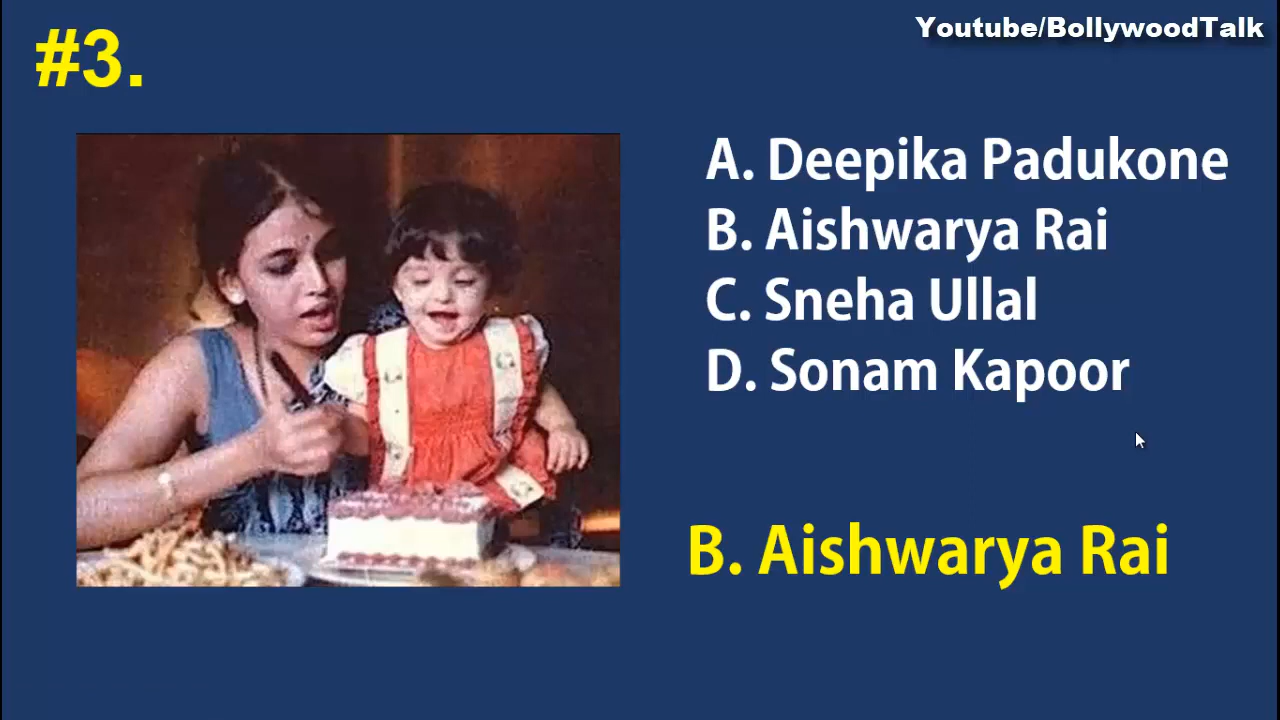 Youtube/BollywoodTalk
#3.
A. Deepika Padukone
B. Aishwarya Rai
C. Sneha Ullal
D. Sonam Kapoor
B. Aishwarya Rai